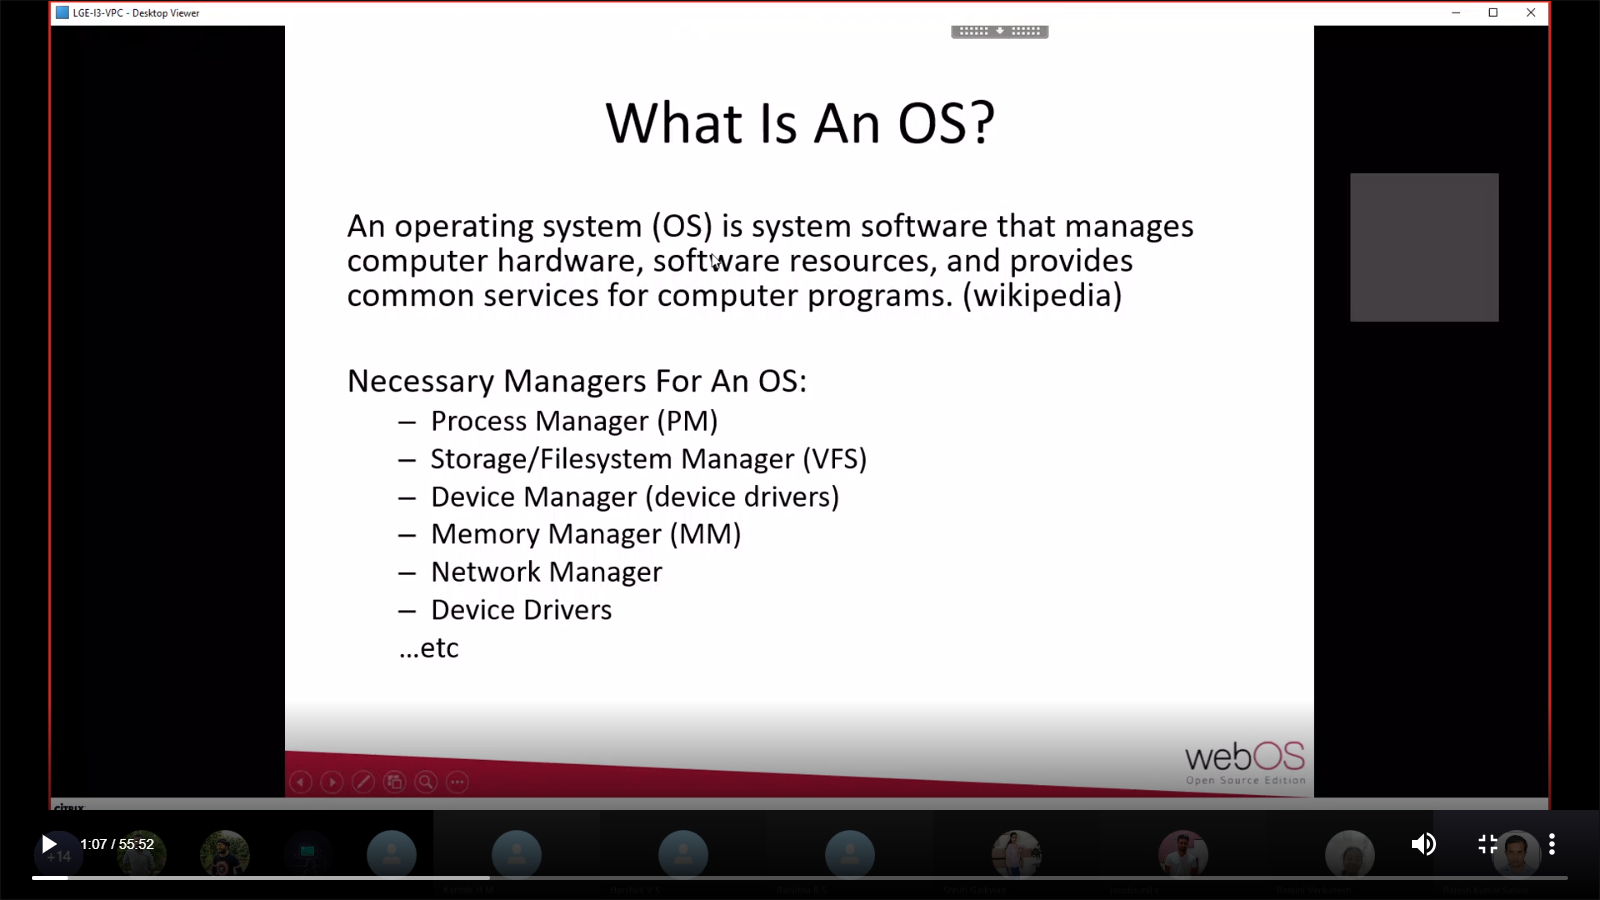 LGE-I3-VPC - Desktop Viewer
What Is An OS?
An operating system (OS) is system software that manages
computer hardware, software resources, and provides
common services for computer programs. (wikipedia)
Necessary Managers For An OS:
– Process Manager (PM)
– Storage/Filesystem Manager (VFS)
– Device Manager (device drivers)
– Memory Manager (MM)
– Network Manager
– Device Drivers
...etc
webOS
Open Source Edition
CITRIX
+14
1:07 / 55:52